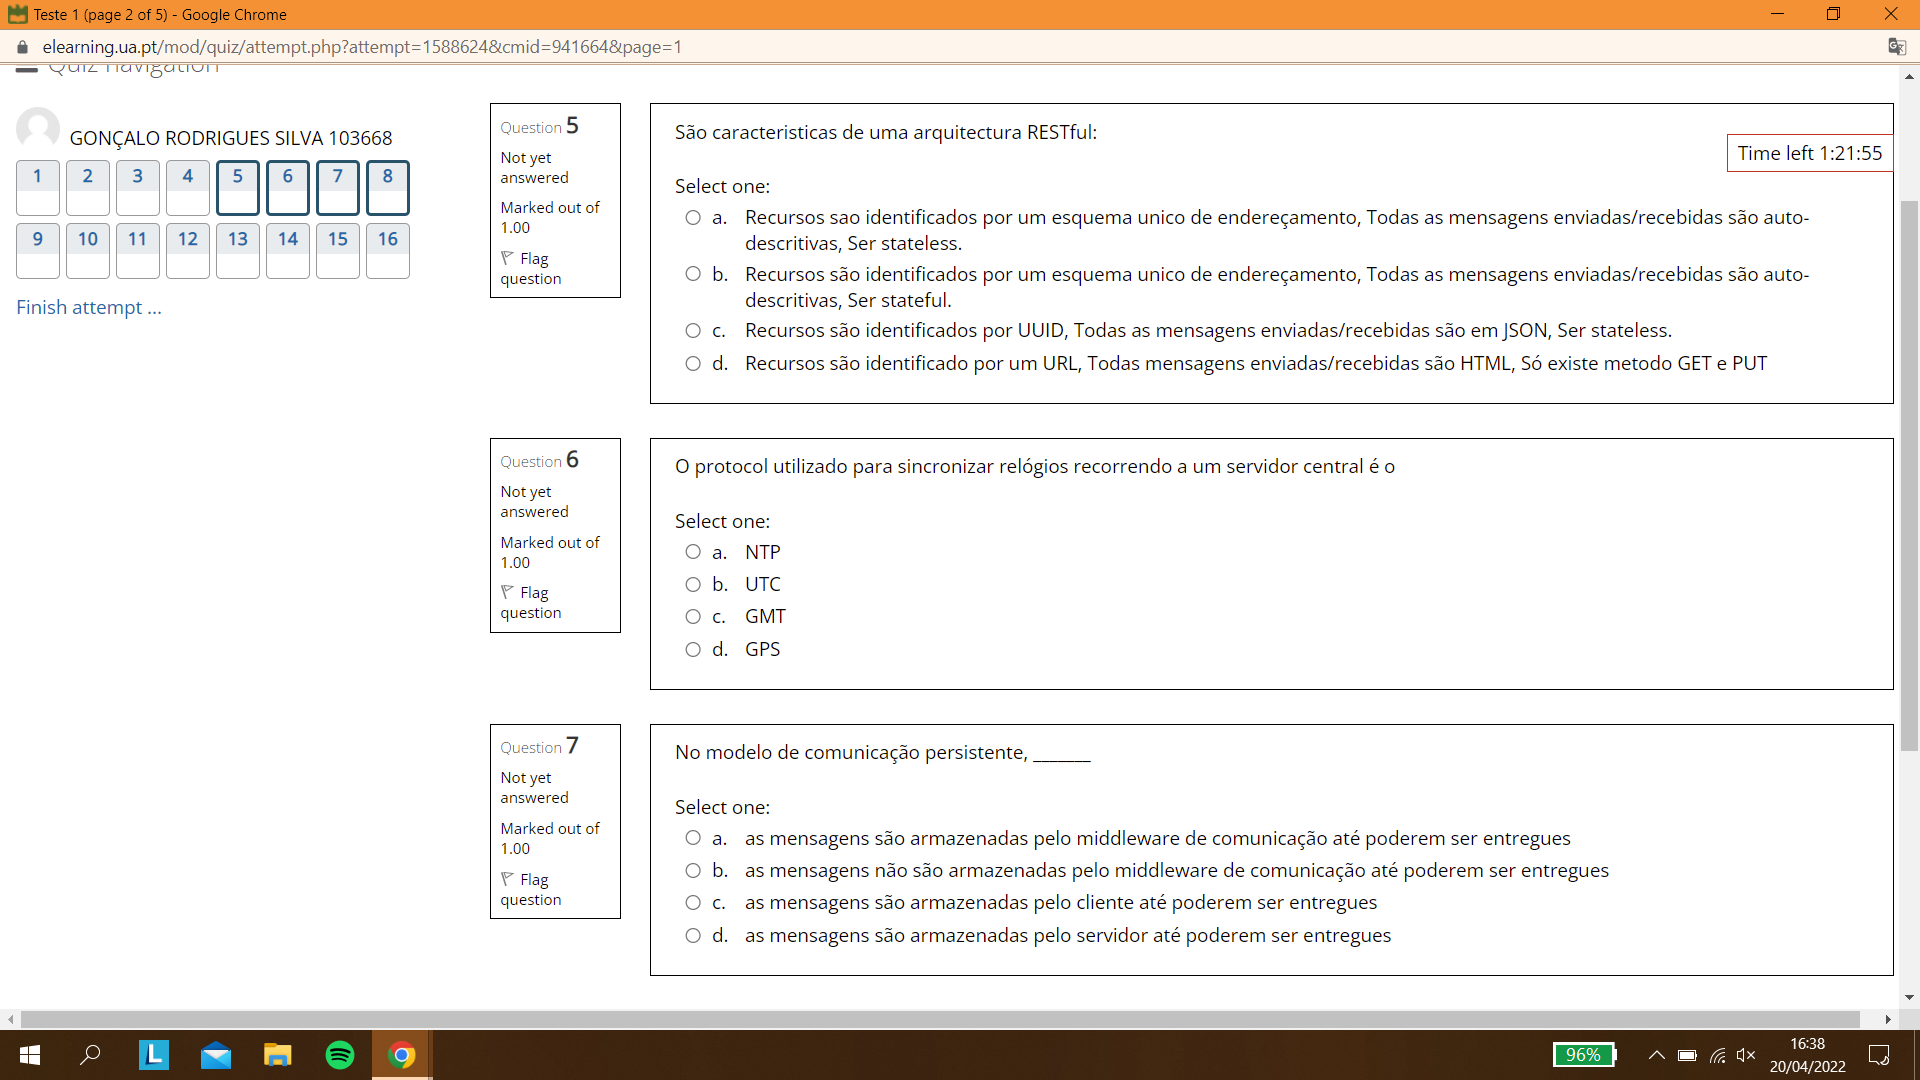 Teste 1 (page 2 of 5) - Google Chrome
elearning.ua.pt/mod/quiz/attempt.php?attempt=1588624&cmid=941664&page=1
Quiz navigation
GONÇALO RODRIGUES SILVA 103668
1 2 3 4 5 6 7 8
9 10 11 12 13 14 15 16
Finish attempt ...
Question 5
Not yet
answered
Marked out of
1.00
Flag
question
São caracteristicas de uma arquitectura RESTful:
Time left 1:21:55
Select one:
a. Recursos sao identificados por um esquema unico de endereçamento, Todas as mensagens enviadas/recebidas são auto-
descritivas, Ser stateless.
b. Recursos são identificados por um esquema unico de endereçamento, Todas as mensagens enviadas/recebidas são auto-
descritivas, Ser stateful.
c. Recursos são identificados por UUID, Todas as mensagens enviadas/recebidas são em JSON, Ser stateless.
d. Recursos são identificado por um URL, Todas mensagens enviadas/recebidas são HTML, Só existe metodo GET e PUT
Question 6
Not yet
answered
Marked out of
1.00
Flag
question
O protocol utilizado para sincronizar relógios recorrendo a um servidor central é o
Select one:
a. NTP
b. UTC
c. GMT
d. GPS
Question 7
Not yet
answered
Marked out of
1.00
Flag
question
No modelo de comunicação persistente, ______
Select one:
a. as mensagens são armazenadas pelo middleware de comunicação até poderem ser entregues
b. as mensagens não são armazenadas pelo middleware de comunicação até poderem ser entregues
c. as mensagens são armazenadas pelo cliente até poderem ser entregues
d. as mensagens são armazenadas pelo servidor até poderem ser entregues
L
96%
16:38
20/04/2022